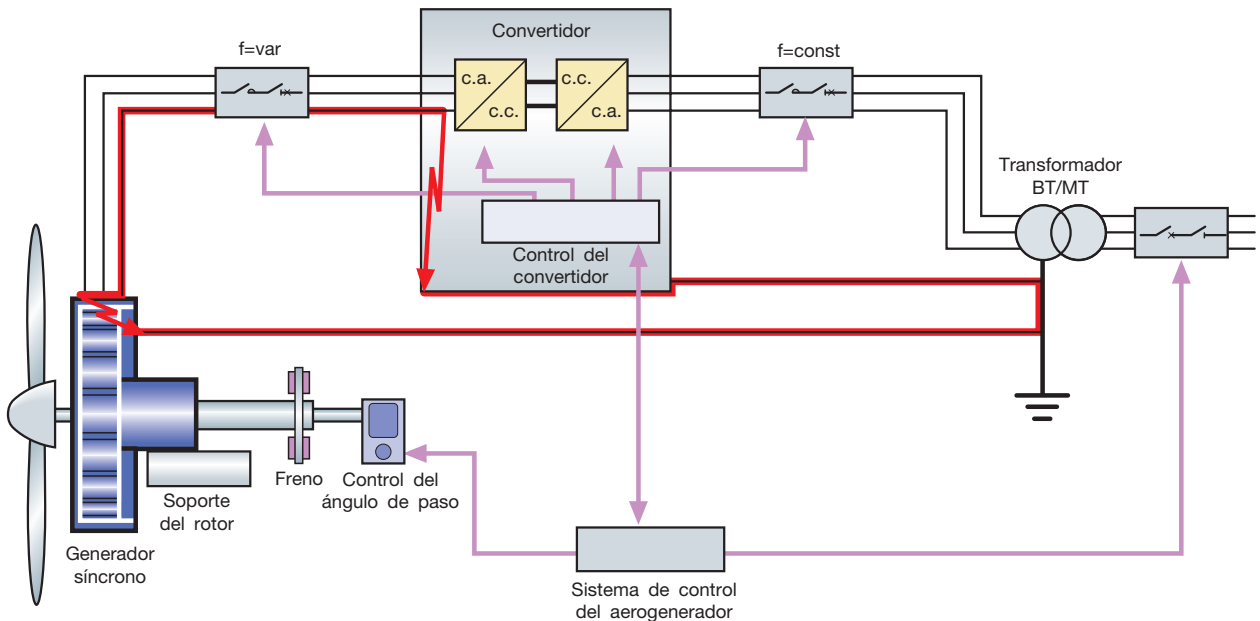 Convertidor
f=var
f=const
c.a.
c.c.
c.c.
c.a.
Transformador
BT/MT
Control del
convertidor
Freno
Control del
ángulo de paso
Soporte
del rotor
Generador
síncrono
Sistema de control
del aerogenerador